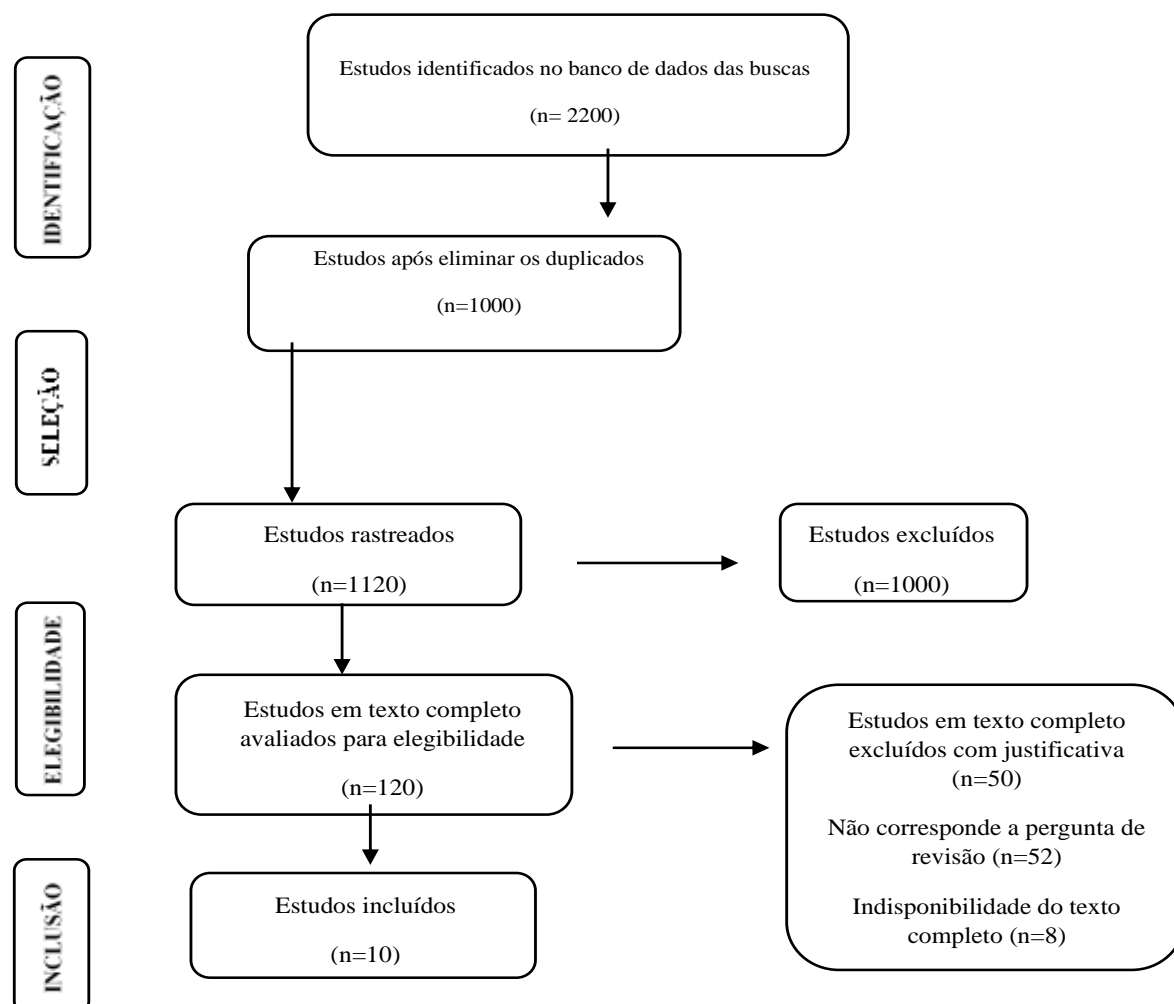 IDENTIFICAÇÃO
Estudos identificados no banco de dados das buscas
(n= 2200)
Estudos após eliminar os duplicados
(n=1000)
SELEÇÃO
Estudos rastreados
(n=1120)
Estudos excluídos
(n=1000)
ELEGIBILIDADE
Estudos em texto completo
avaliados para elegibilidade
(n=120)
Estudos em texto completo
excluídos com justificativa
(n=50)
Não corresponde a pergunta de
revisão (n=52)
Indisponibilidade do texto
completo (n=8)
INCLUSÃO
Estudos incluídos
(n=10)